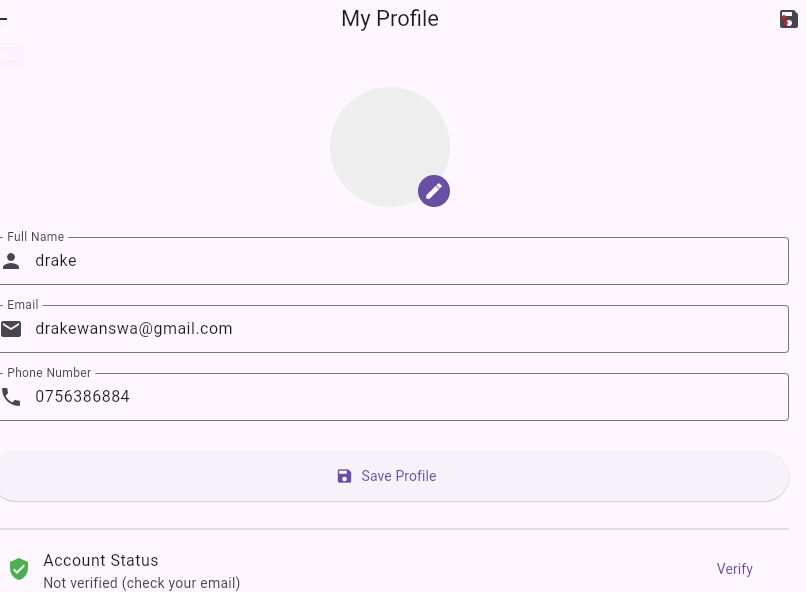 My Profile
Full Name
drake
Email
drakewanswa@gmail.com
Phone Number
0756386884
Save Profile
Account Status
Not verified (check your email)
Verify